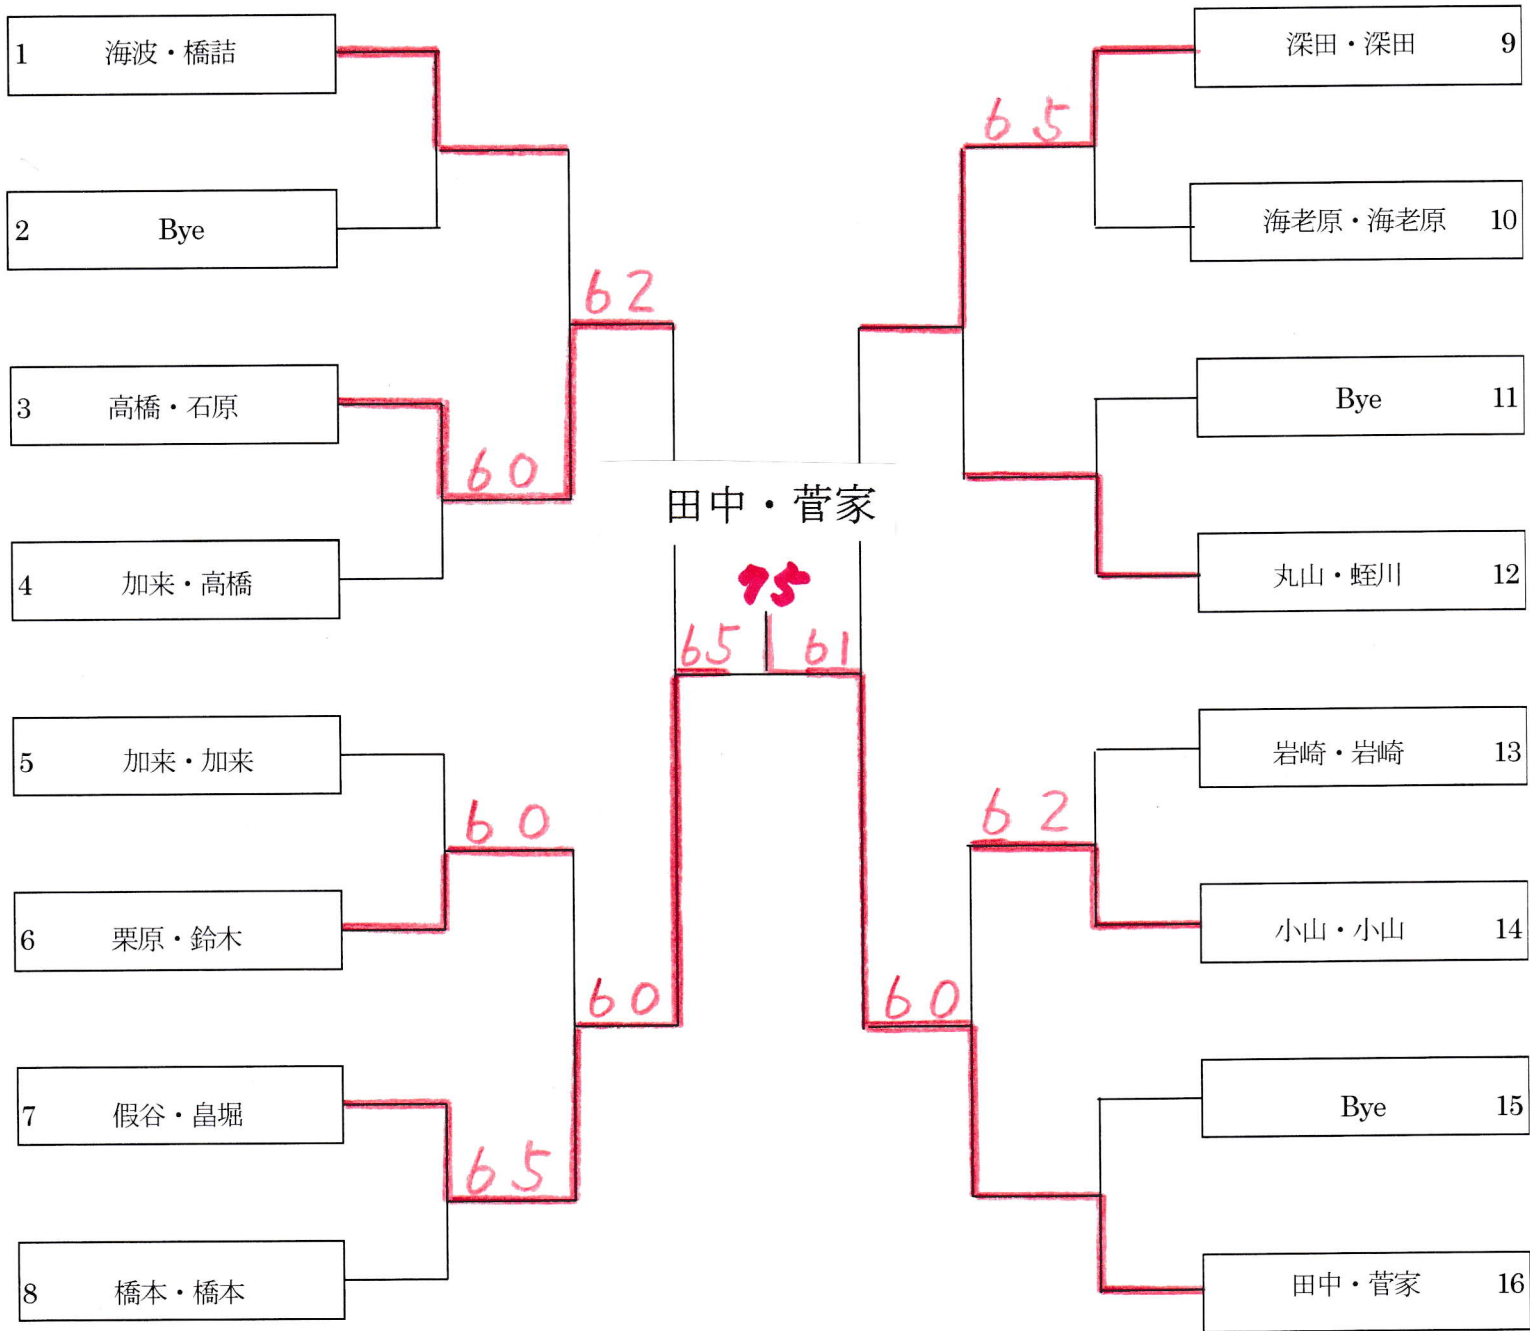 1 海波・橋詰
2 Bye
3 高橋・石原
4 加来・高橋
5 加来・加来
6 栗原・鈴木
7 假谷・畠堀
8 橋本・橋本
62
60
60
60
65
田中・菅家
75
65
61
深田・深田 9
海老原・海老原 10
Bye 11
丸山・蛭川 12
岩崎・岩崎 13
小山・小山 14
Bye 15
田中・菅家 16
65
62
60